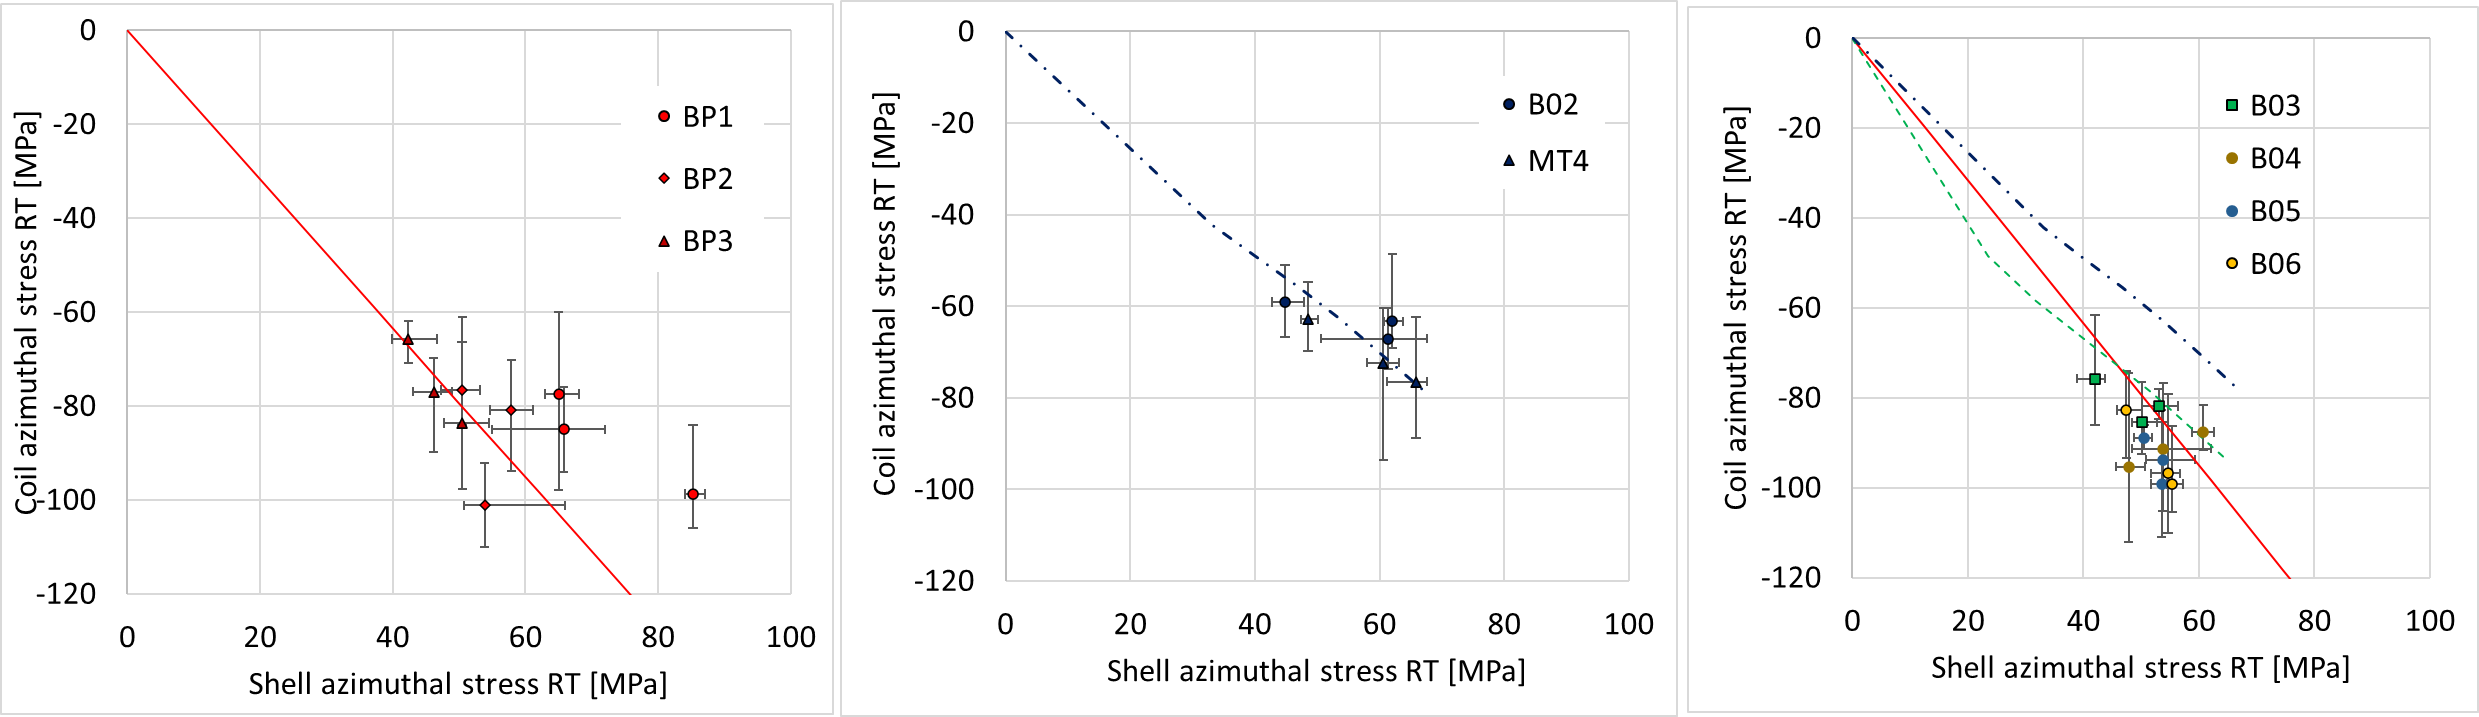 0
-20
-40
-60
-80
-100
-120
0 20 40 60 80 100
Coil azimuthal stress RT [MPa]
Shell azimuthal stress RT [MPa]
BP1
BP2
BP3
0
-20
-40
-60
-80
-100
-120
0 20 40 60 80 100
Coil azimuthal stress RT [MPa]
Shell azimuthal stress RT [MPa]
B02
MT4
0
-20
-40
-60
-80
-100
-120
0 20 40 60 80 100
Coil azimuthal stress RT [MPa]
Shell azimuthal stress RT [MPa]
B03
B04
B05
B06